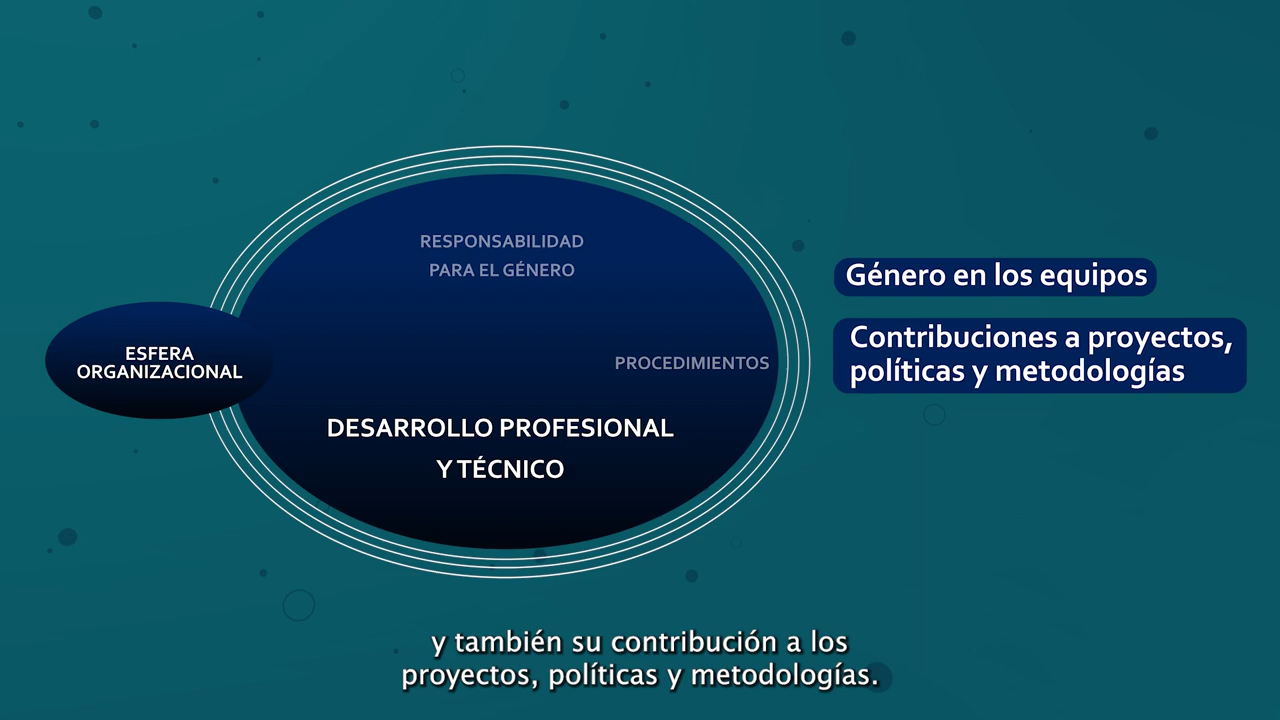 RESPONSABILIDAD
PARA EL GÉNERO
ESFERA
ORGANIZACIONAL
PROCEDIMIENTOS
DESARROLLO PROFESIONAL
Y TÉCNICO
Género en los equipos
Contribuciones a proyectos,
políticas y metodologías
y también su contribución a los
proyectos, políticas y metodologías.